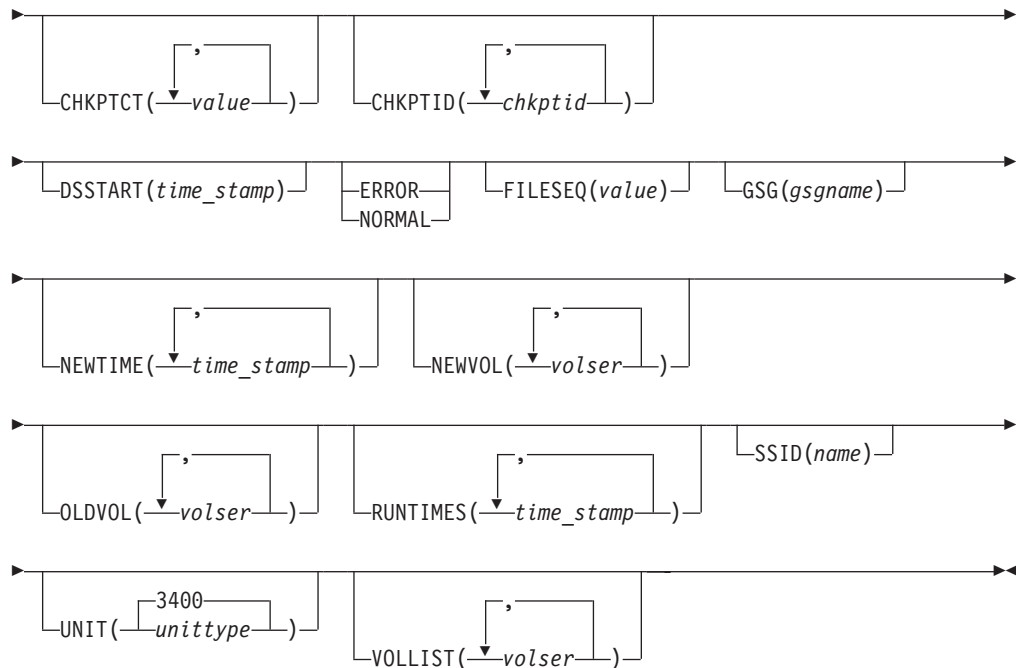 , ,
CHKPTCT( value ) CHKPTID( chkptid )
DSSTART(time_stamp) ERROR FILESEQ(value) GSG(gsgname)
NORMAL
, ,
NEWTIME( time_stamp ) NEWVOL( volser )
, , SSID(name)
OLDVOL( volser ) RUNTIMES( time_stamp )
3400 ,
UNIT( unittype ) VOLLIST( volser )